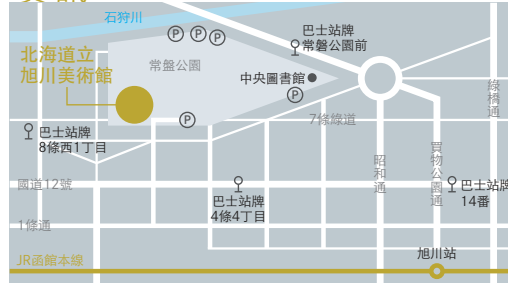 石狩川
巴士站牌
常磐公園前
北海道立
旭川美術館
常磐公園
中央圖書館
P
P
P
P
P
7條綠道
綠橋通
巴士站牌
8條西1丁目
昭和通
買物公園通
國道12號
巴士站牌
4條4丁目
巴士站牌
14番
1條通
旭川站
JR函館本線